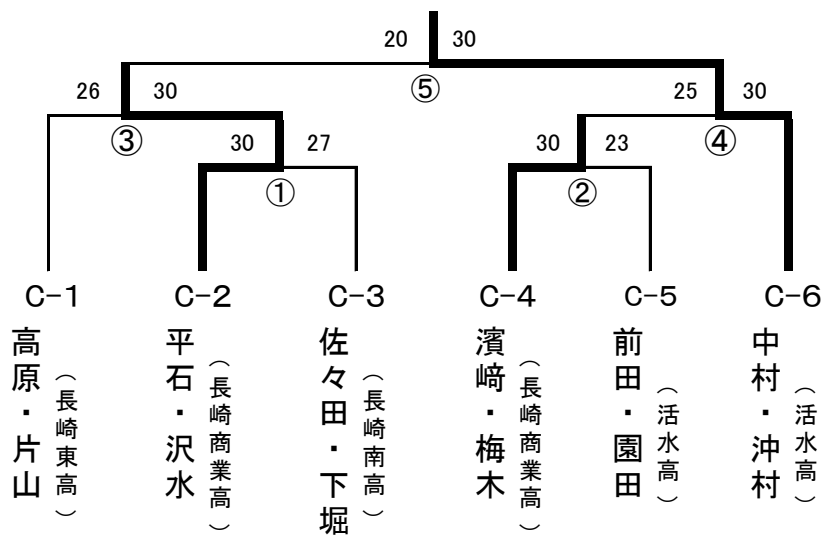 20 30
⑤
26 30
25 30
③
④
30 27
30 23
①
②
C-1
C-2
C-3
C-4
C-5
C-6
高原・片山
（長崎東高）
平石・沢水
（長崎商業高）
佐々田・下堀
（長崎南高）
濱﨑・梅木
（長崎商業高）
前田・園田
（活水高）
中村・沖村
（活水高）